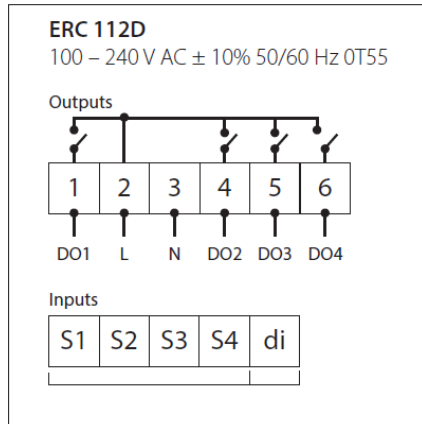 ERC 112D
100 – 240 V AC ± 10% 50/60 Hz 0T55
Outputs
1 2 3 4 5 6
DO1 L N DO2 DO3 DO4
Inputs
S1 S2 S3 S4 di